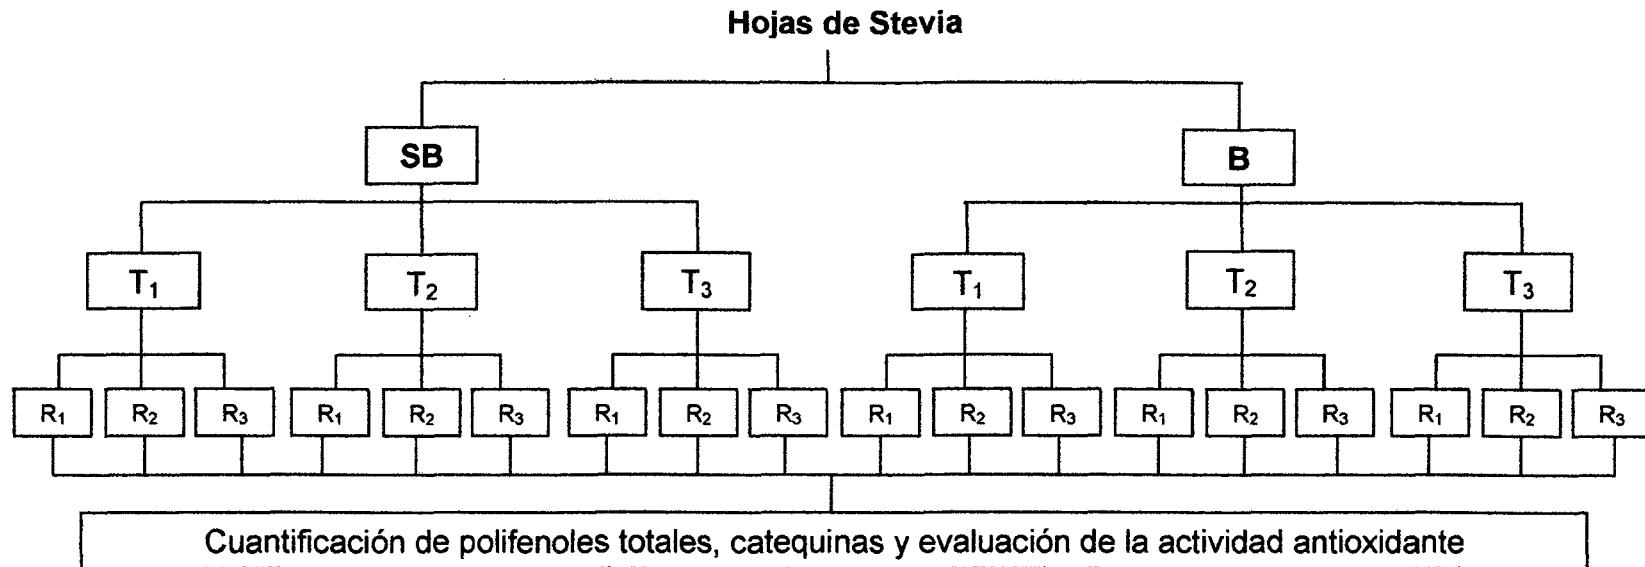 Hojas de Stevia
SB B
T₁ T₂ T₃ T₁ T₂ T₃
R₁ R₂ R₃ R₁ R₂ R₃ R₁ R₂ R₃ R₁ R₂ R₃ R₁ R₂ R₃ R₁ R₂ R₃
Cuantificación de polifenoles totales, catequinas y evaluación de la actividad antioxidante